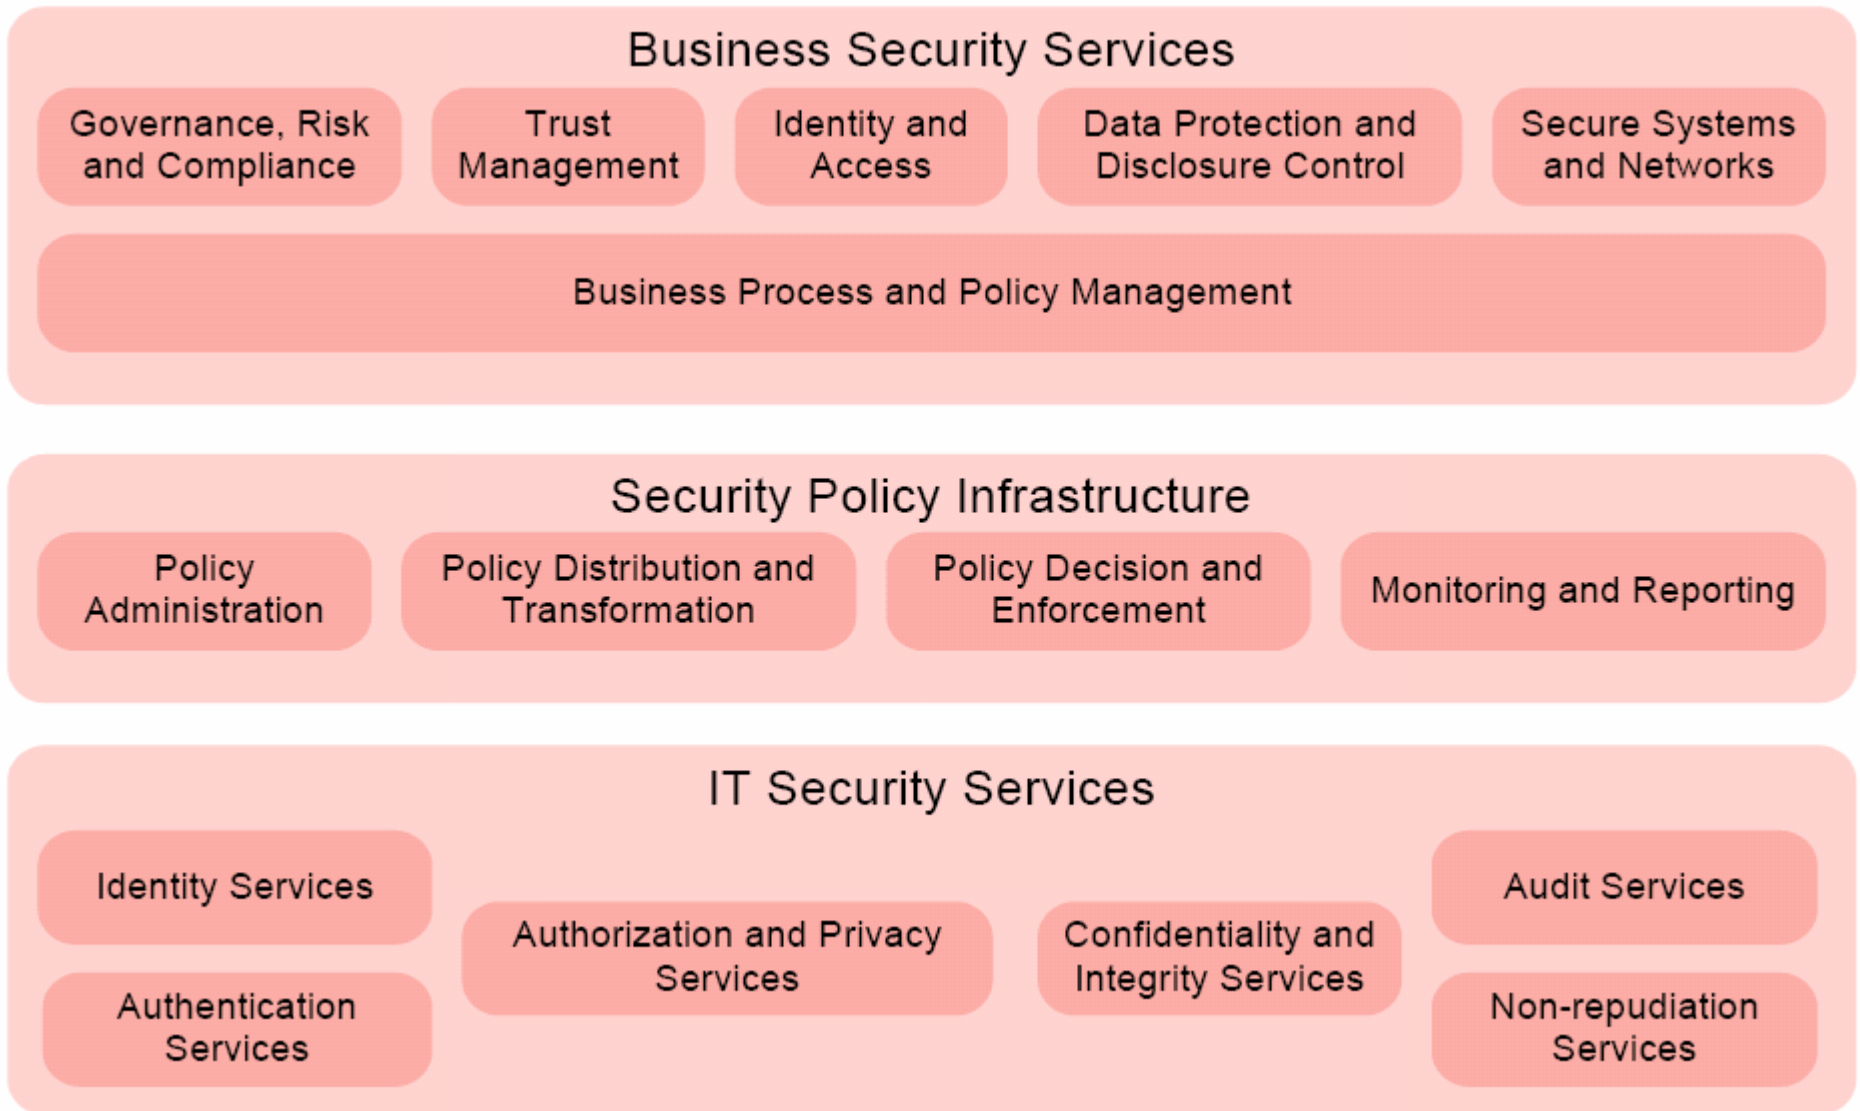 Business Security Services
Governance, Risk
and Compliance
Trust
Management
Identity and
Access
Data Protection and
Disclosure Control
Secure Systems
and Networks
Business Process and Policy Management
Security Policy Infrastructure
Policy
Administration
Policy Distribution and
Transformation
Policy Decision and
Enforcement
Monitoring and Reporting
IT Security Services
Identity Services
Authentication
Services
Authorization and Privacy
Services
Confidentiality and
Integrity Services
Audit Services
Non-repudiation
Services